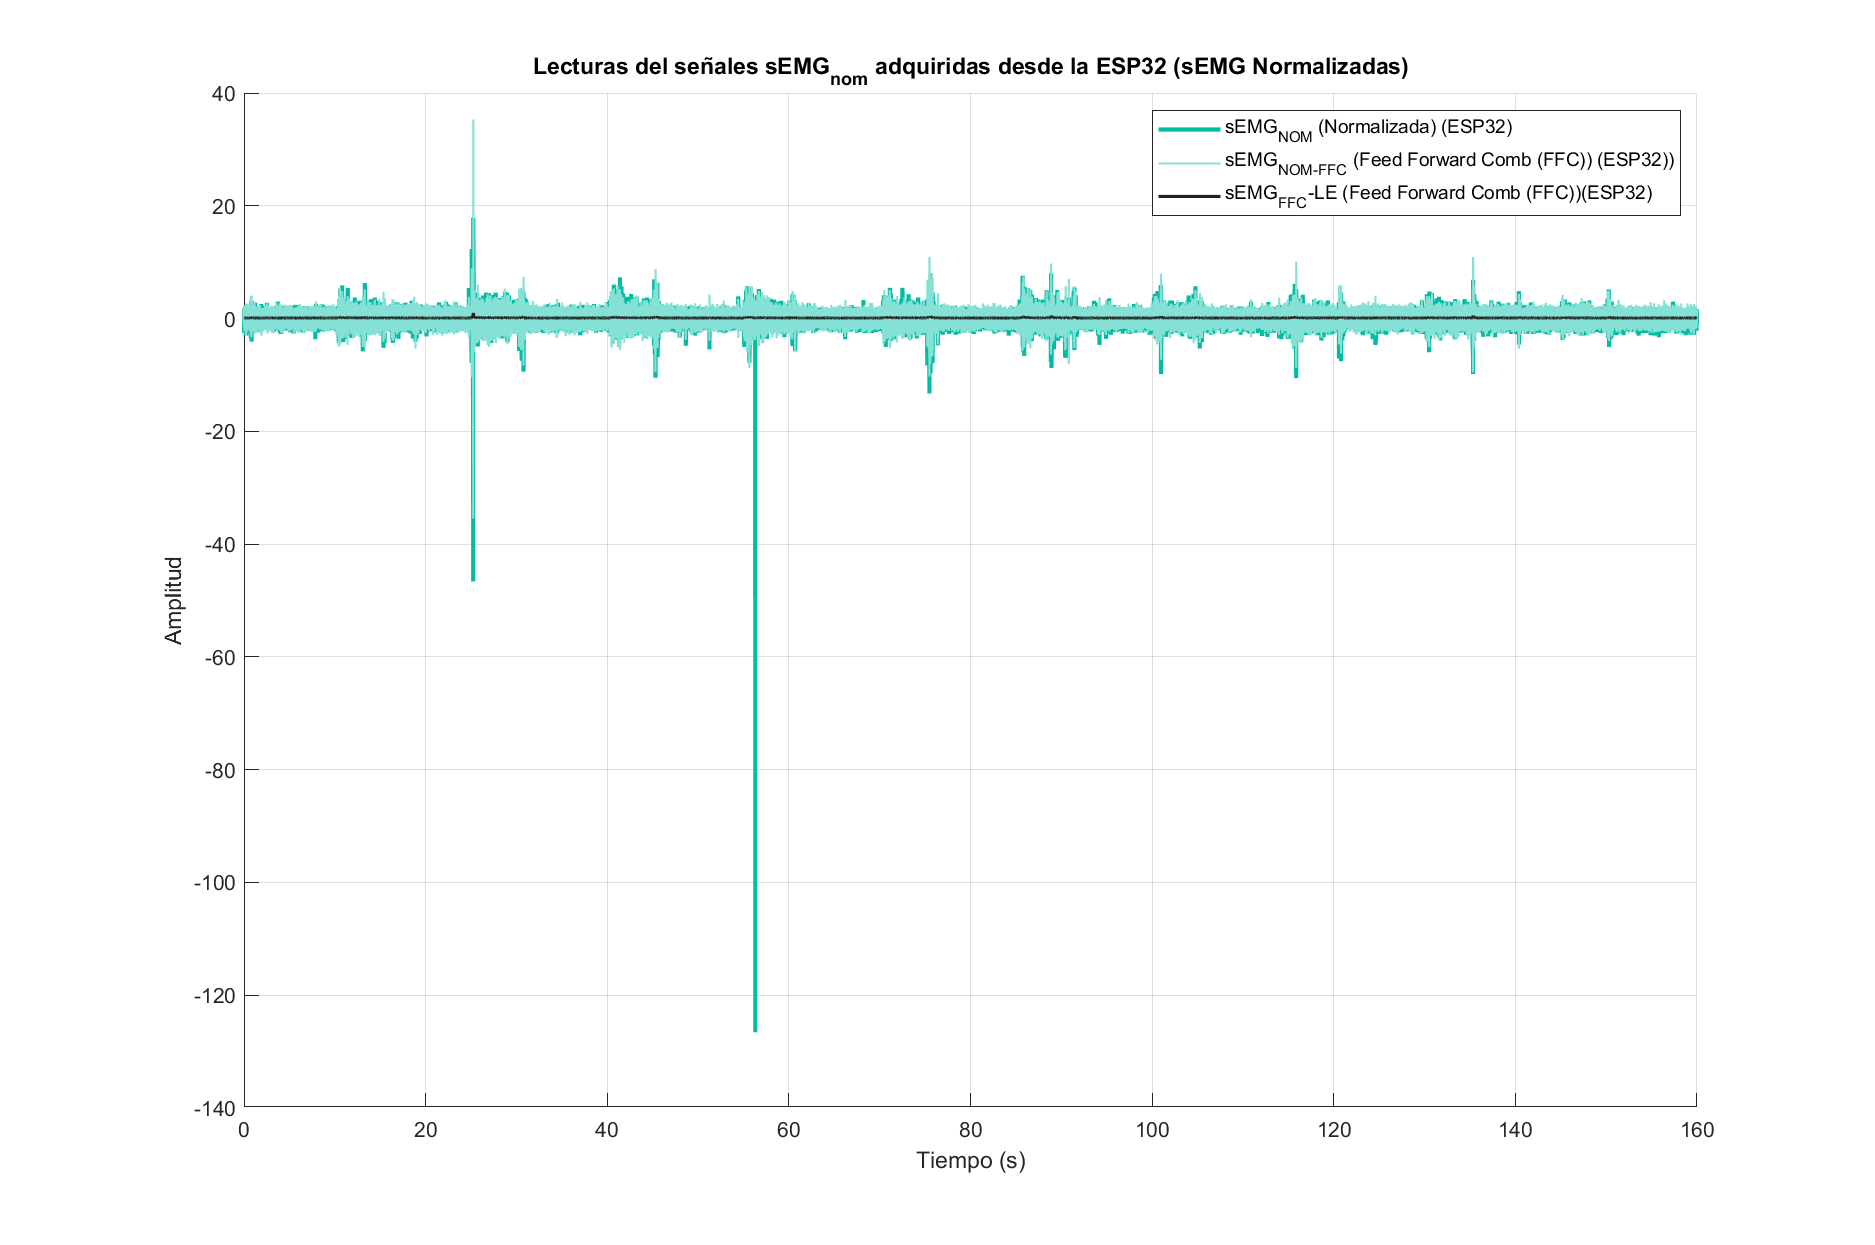 Lecturas del señales sEMGnom adquiridas desde la ESP32 (sEMG Normalizadas)
sEMGNOM (Normalizada) (ESP32)
sEMGNOM-FFC (Feed Forward Comb (FFC)) (ESP32))
sEMGFFC-LE (Feed Forward Comb (FFC))(ESP32)
40
20
0
-20
-40
-60
-80
-100
-120
-140
Amplitud
0 20 40 60 80 100 120 140 160
Tiempo (s)